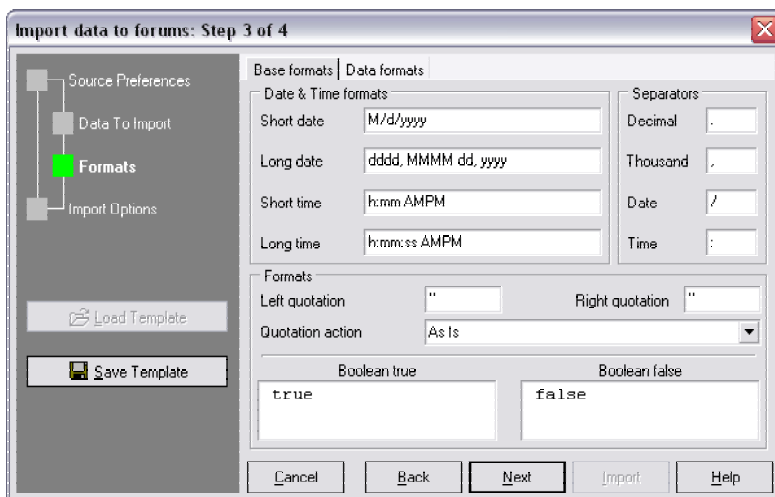 Import data to forums: Step 3 of 4
Source Preferences
Data To Import
Formats
Import Options
Load Template
Save Template
Base formats
Data formats
Date & Time formats
Short date
M/d/yyyy
Long date
dddd, MMMM dd, yyyy
Short time
h:mm AMPM
Long time
h:mm:ss AMPM
Separators
Decimal
.
Thousand
,
Date
/
Time
:
Formats
Left quotation
"
Right quotation
"
Quotation action
As Is
Boolean true
Boolean false
true
false
Cancel
Back
Next
Import
Help